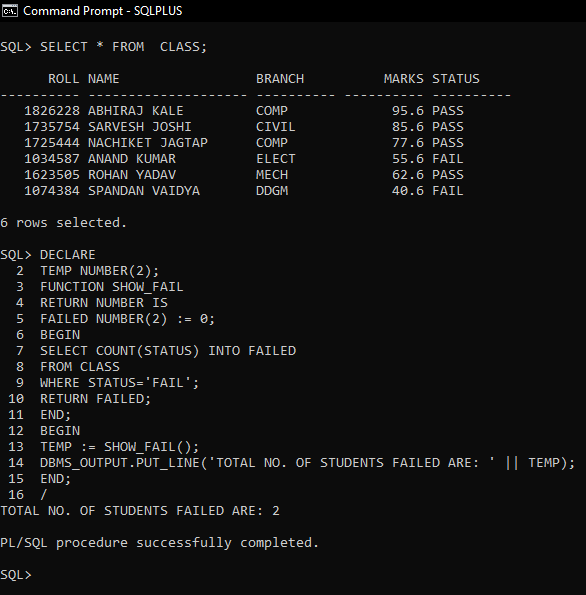 Command Prompt - SQLPLUS
SQL> SELECT * FROM  CLASS;
      ROLL NAME                 BRANCH          MARKS STATUS
---------- -------------------- ---------- ---------- ----------
   1826228 ABHIRAJ KALE         COMP             95.6 PASS
   1735754 SARVESH JOSHI        CIVIL            85.6 PASS
   1725444 NACHIKET JAGTAP      COMP             77.6 PASS
   1034587 ANAND KUMAR          ELECT            55.6 FAIL
   1623505 ROHAN YADAV          MECH             62.6 PASS
   1074384 SPANDAN VAIDYA       DDGM             40.6 FAIL
6 rows selected.
SQL> DECLARE
  2  TEMP NUMBER(2);
  3  FUNCTION SHOW_FAIL
  4  RETURN NUMBER IS
  5  FAILED NUMBER(2) := 0;
  6  BEGIN
  7  SELECT COUNT(STATUS) INTO FAILED
  8  FROM CLASS
  9  WHERE STATUS='FAIL';
 10  RETURN FAILED;
 11  END;
 12  BEGIN
 13  TEMP := SHOW_FAIL();
 14  DBMS_OUTPUT.PUT_LINE('TOTAL NO. OF STUDENTS FAILED ARE: ' || TEMP);
 15  END;
 16  /
TOTAL NO. OF STUDENTS FAILED ARE: 2
PL/SQL procedure successfully completed.
SQL>